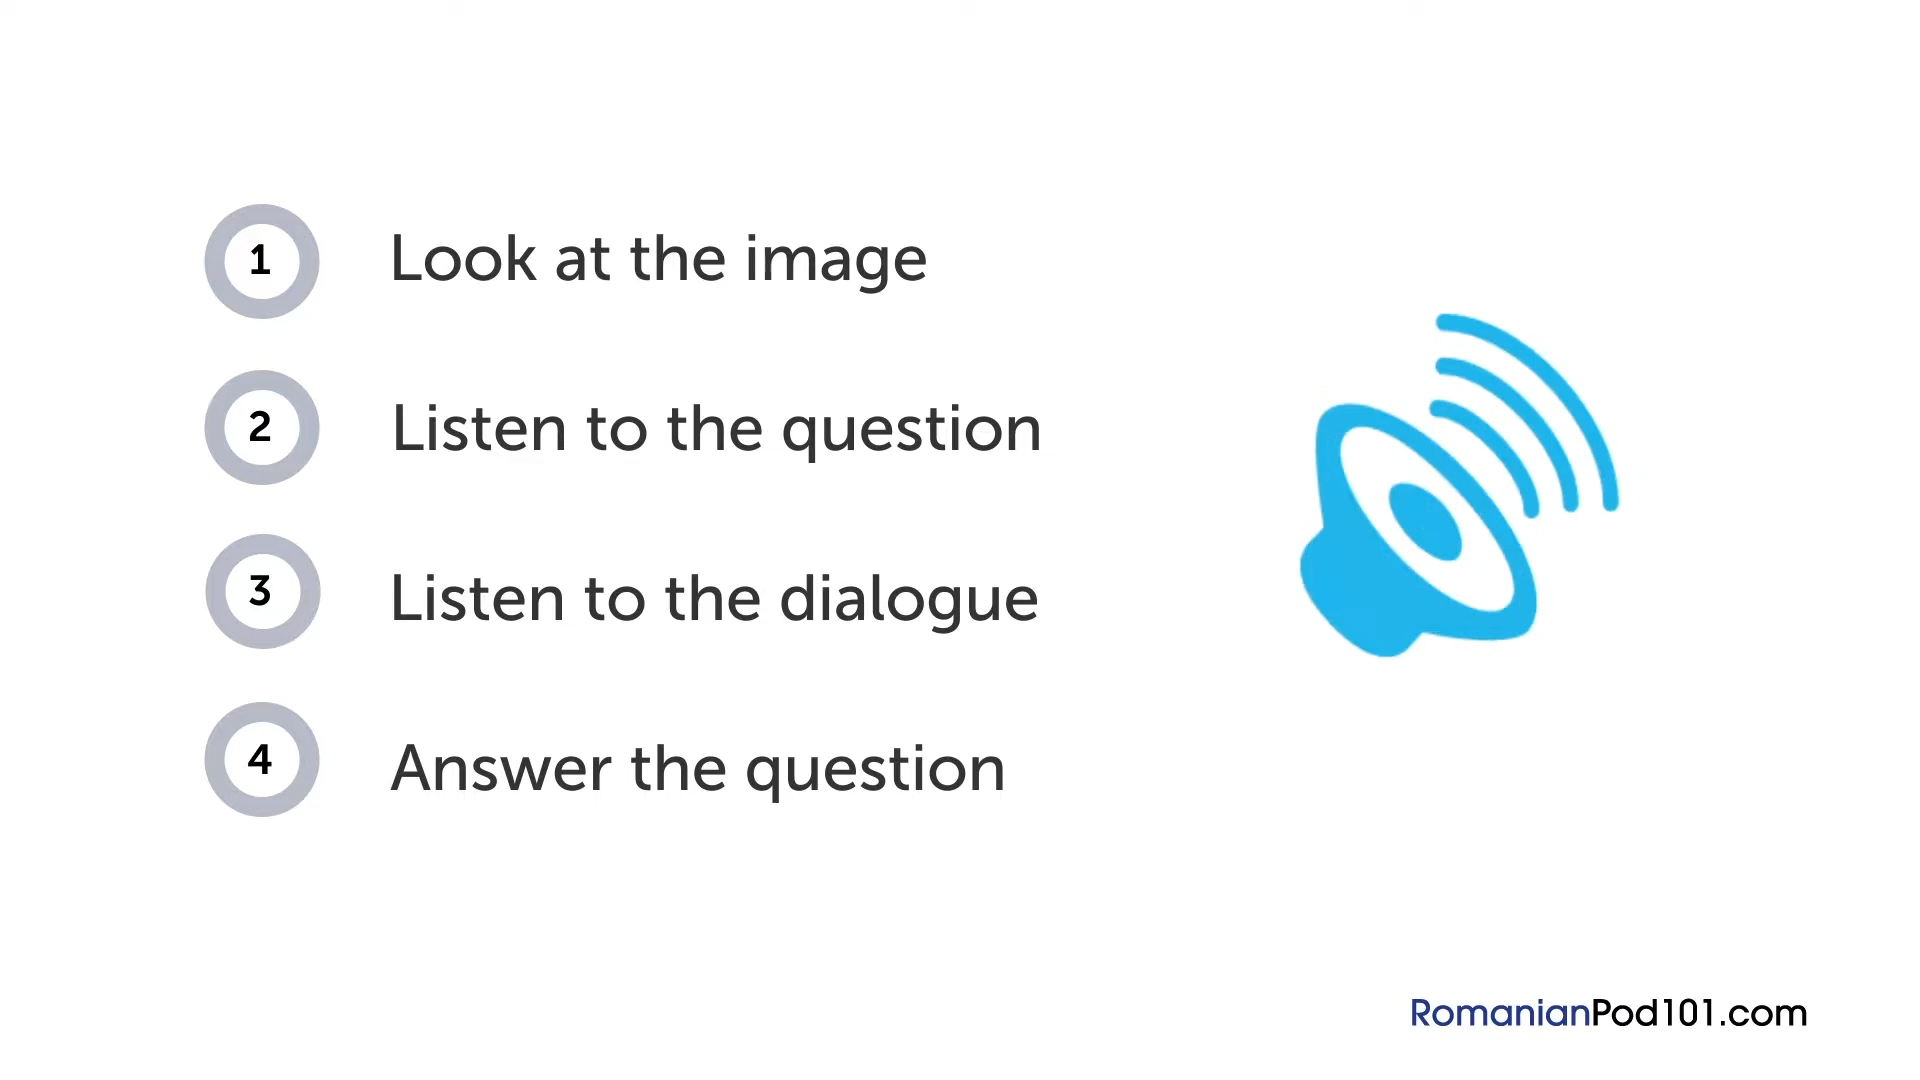 1 Look at the image
2 Listen to the question
3 Listen to the dialogue
4 Answer the question
RomanianPod101.com